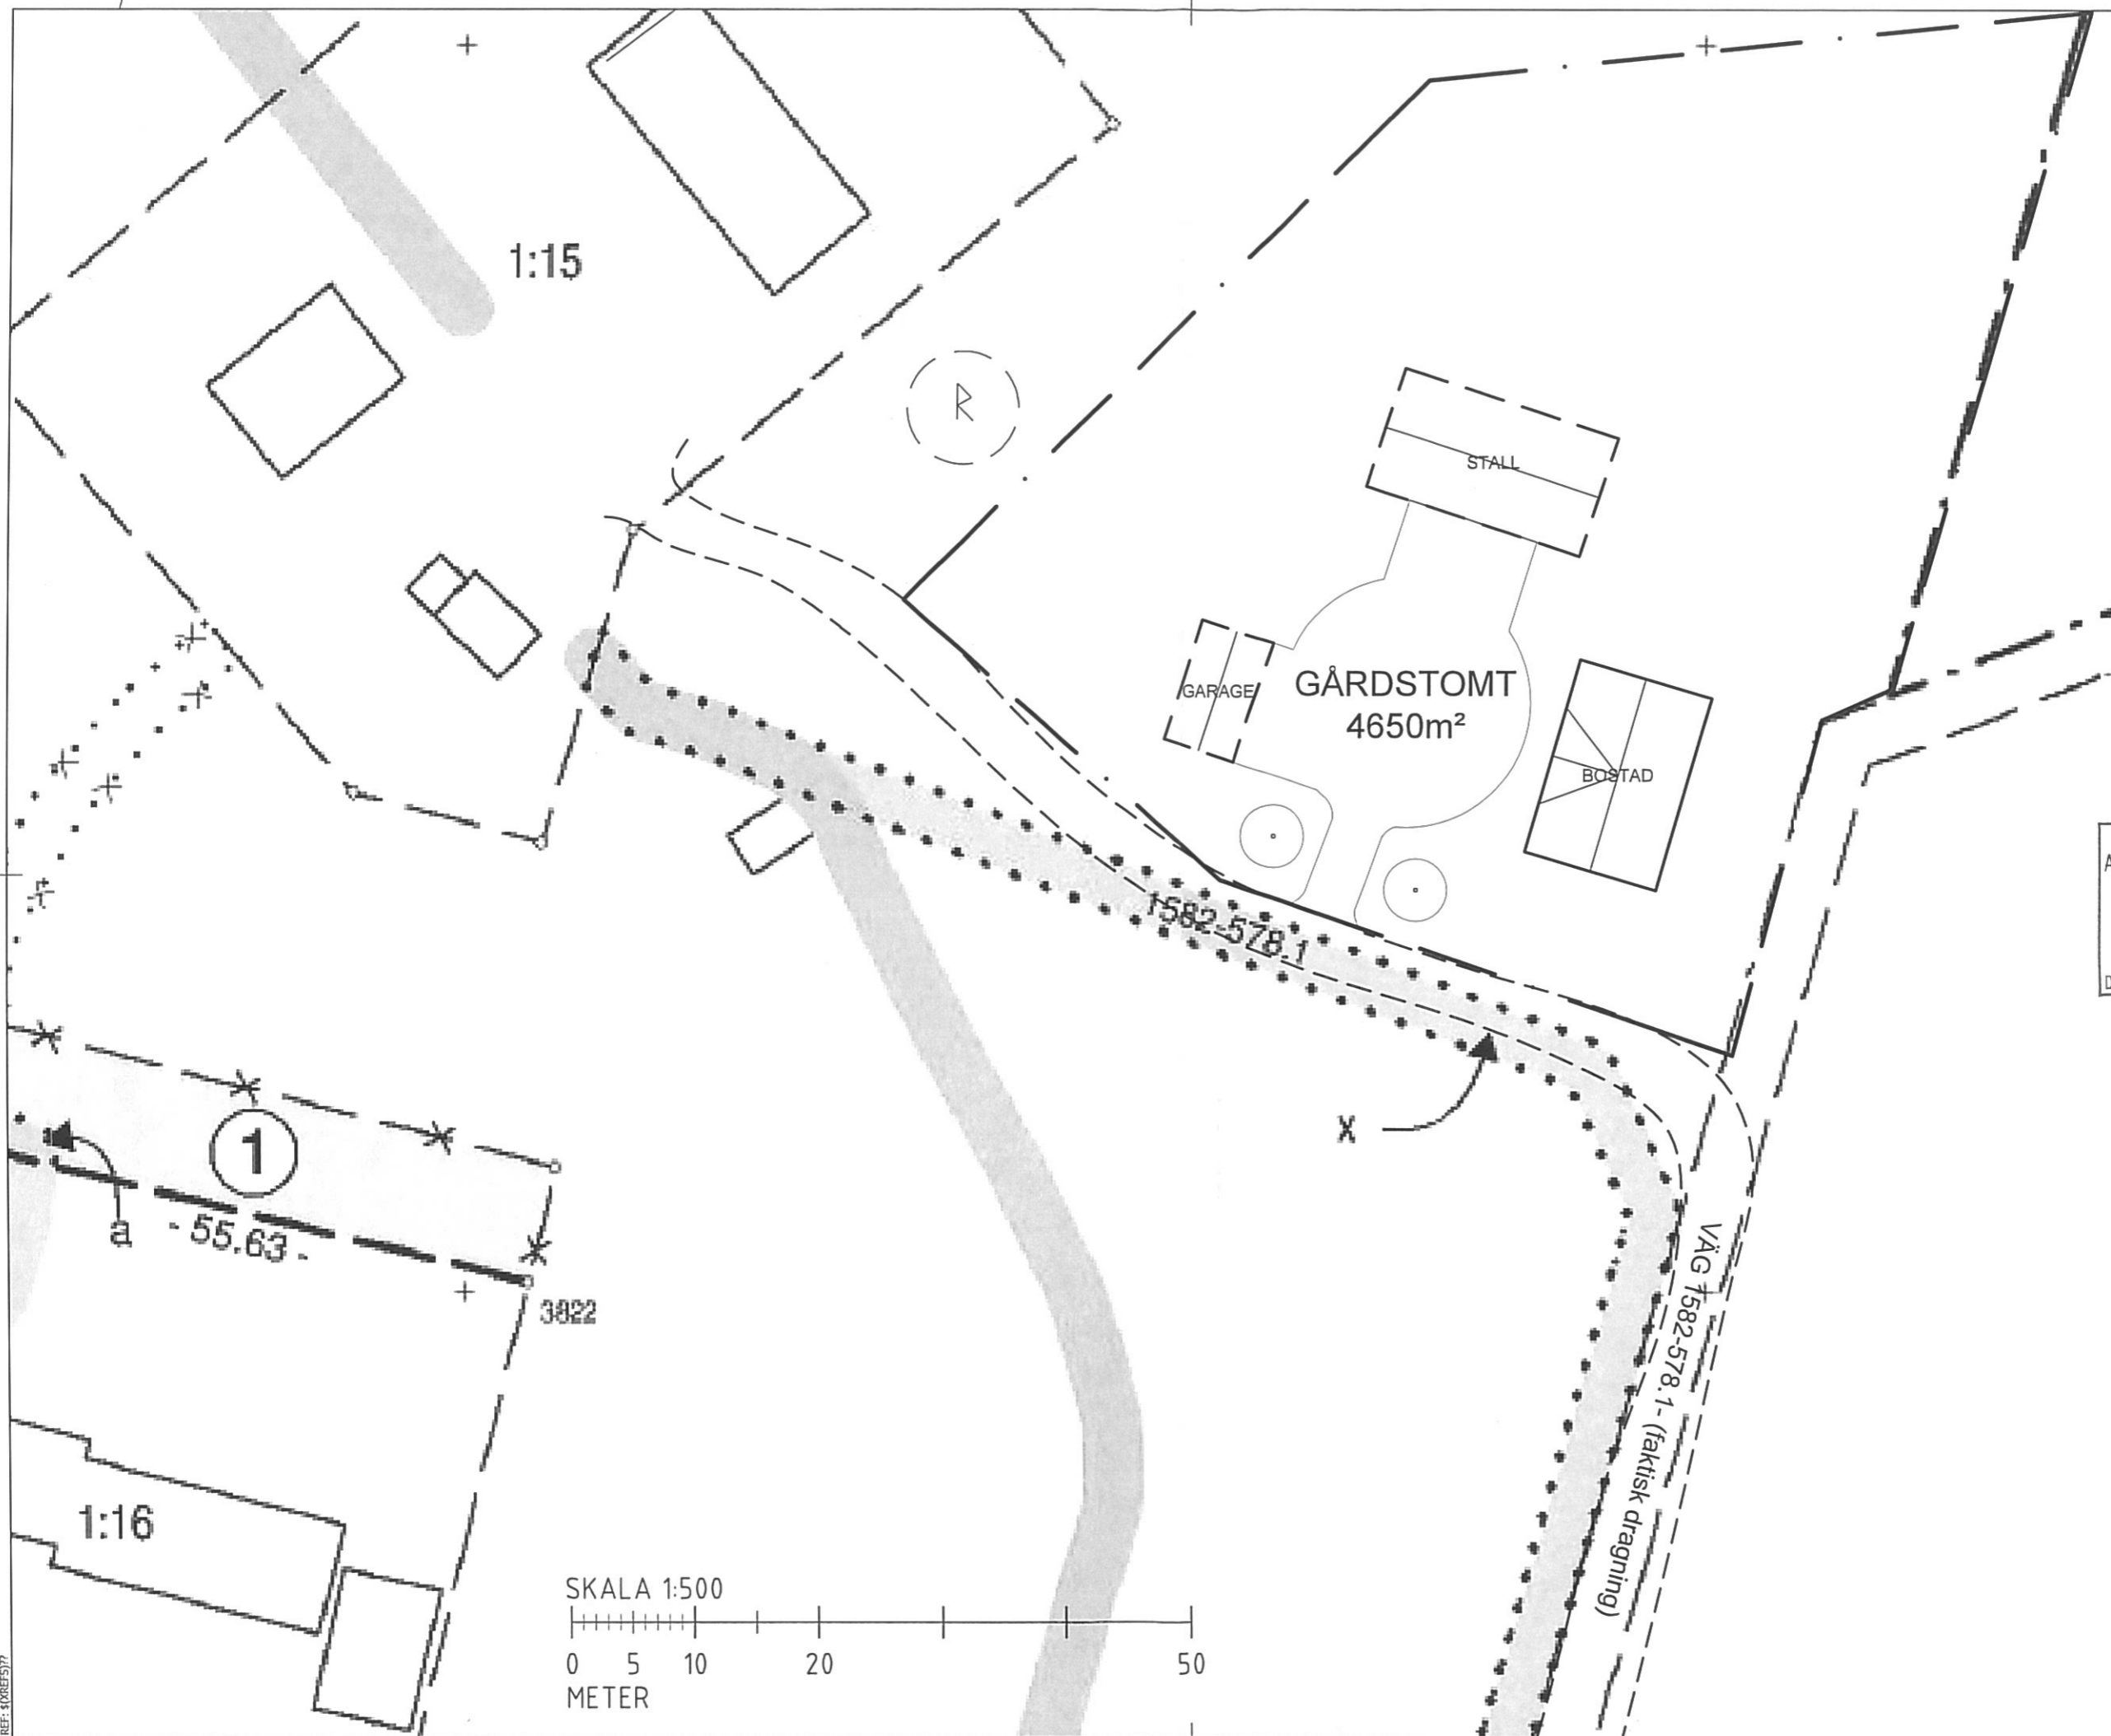 1:15
R
STALL
GARAGE
GÅRDSTOMT
4650m²
BOSTAD
1582-578.1
X
1
a
- 55.63 -
3822
VÄG 1582-578.1- (faktisk dragning)
1:16
SKALA 1:500
0 5 10 20 50
METER